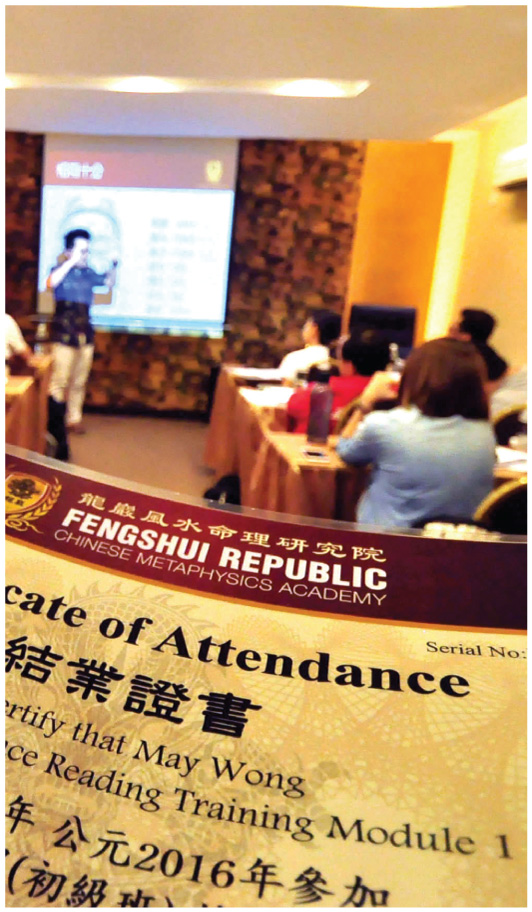 龍巖風水命理研究院
FENGSHUI REPUBLIC
CHINESE METAPHYSICS ACADEMY
Serial No:
cate of Attendance
結業證書
ertify that May Wong
ce Reading Training Module 1
年 公元2016年參加
(初級班)